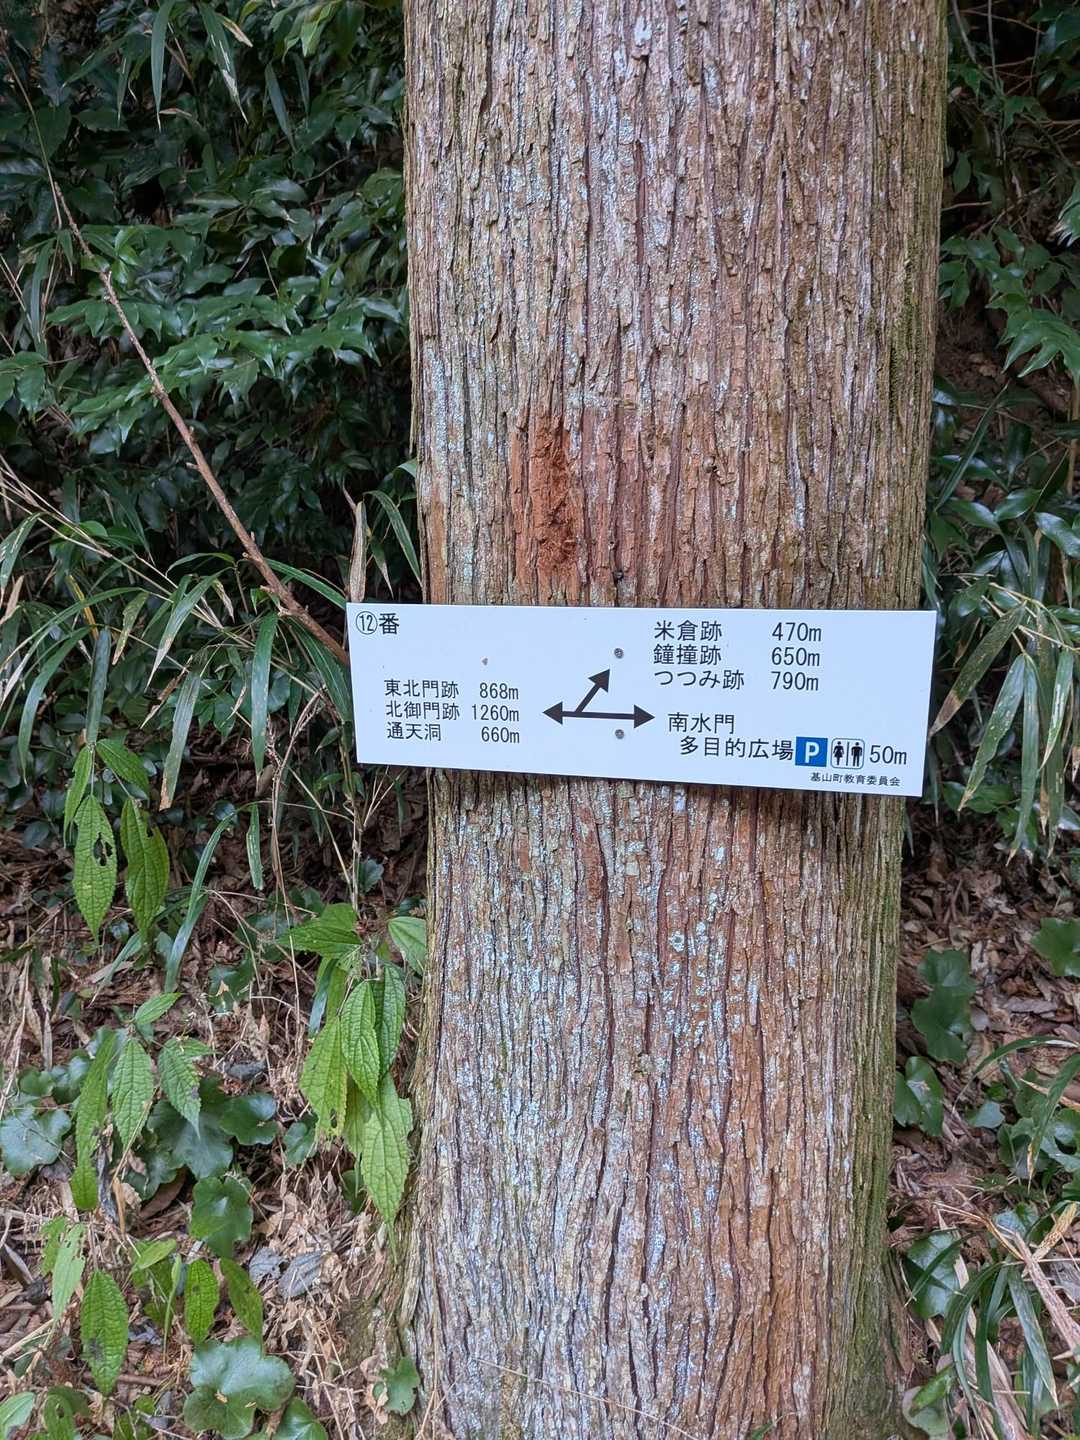 ⑫番
東北門跡 868m
北御門跡 1260m
通天洞 660m
米倉跡 470m
鐘撞跡 650m
つつみ跡 790m
南水門
多目的広場 P 50m
基山町教育委員会